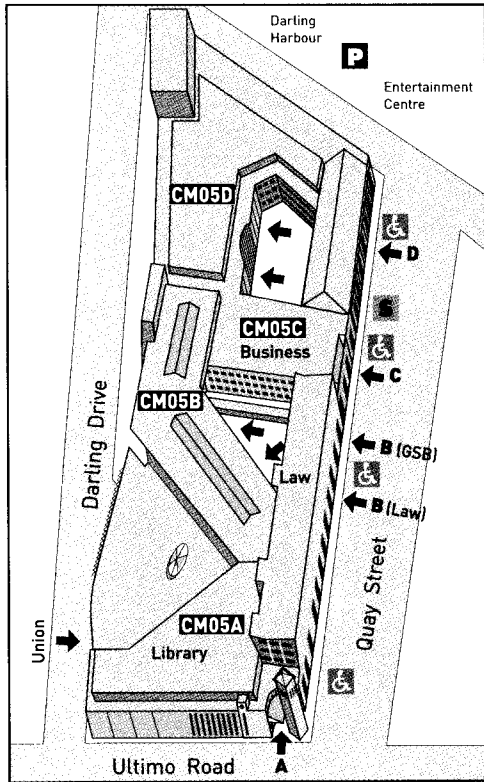 Darling
Harbour
P
Entertainment
Centre
CM05D
D
S
CM05C
Business
C
CM05B
B (GSB)
Law
B (Law)
Darling Drive
Quay Street
CM05A
Library
Union
Ultimo Road
A